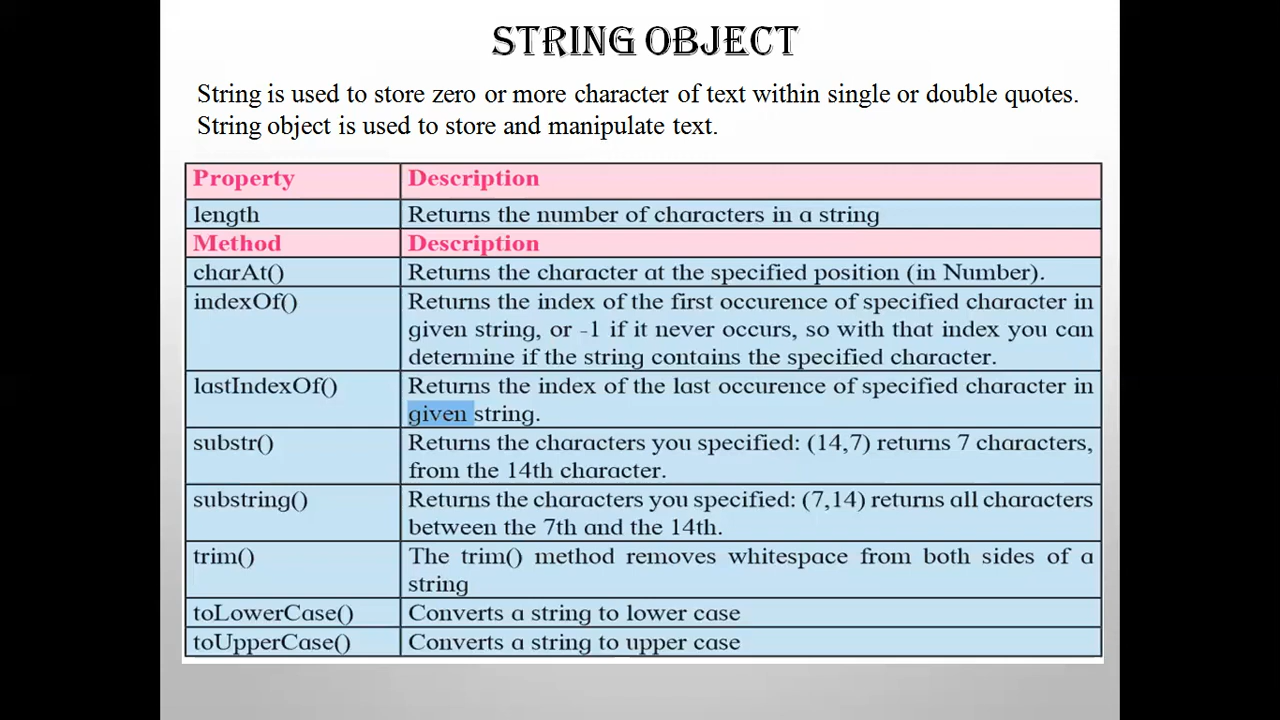 STRING OBJECT
String is used to store zero or more character of text within single or double quotes.
String object is used to store and manipulate text.
Property Description
length Returns the number of characters in a string
Method Description
charAt() Returns the character at the specified position (in Number).
indexOf() Returns the index of the first occurence of specified character in
given string, or -1 if it never occurs, so with that index you can
determine if the string contains the specified character.
lastIndexOf() Returns the index of the last occurence of specified character in
given string.
substr() Returns the characters you specified: (14,7) returns 7 characters,
from the 14th character.
substring() Returns the characters you specified: (7,14) returns all characters
between the 7th and the 14th.
trim() The trim() method removes whitespace from both sides of a
string
toLowerCase() Converts a string to lower case
toUpperCase() Converts a string to upper case